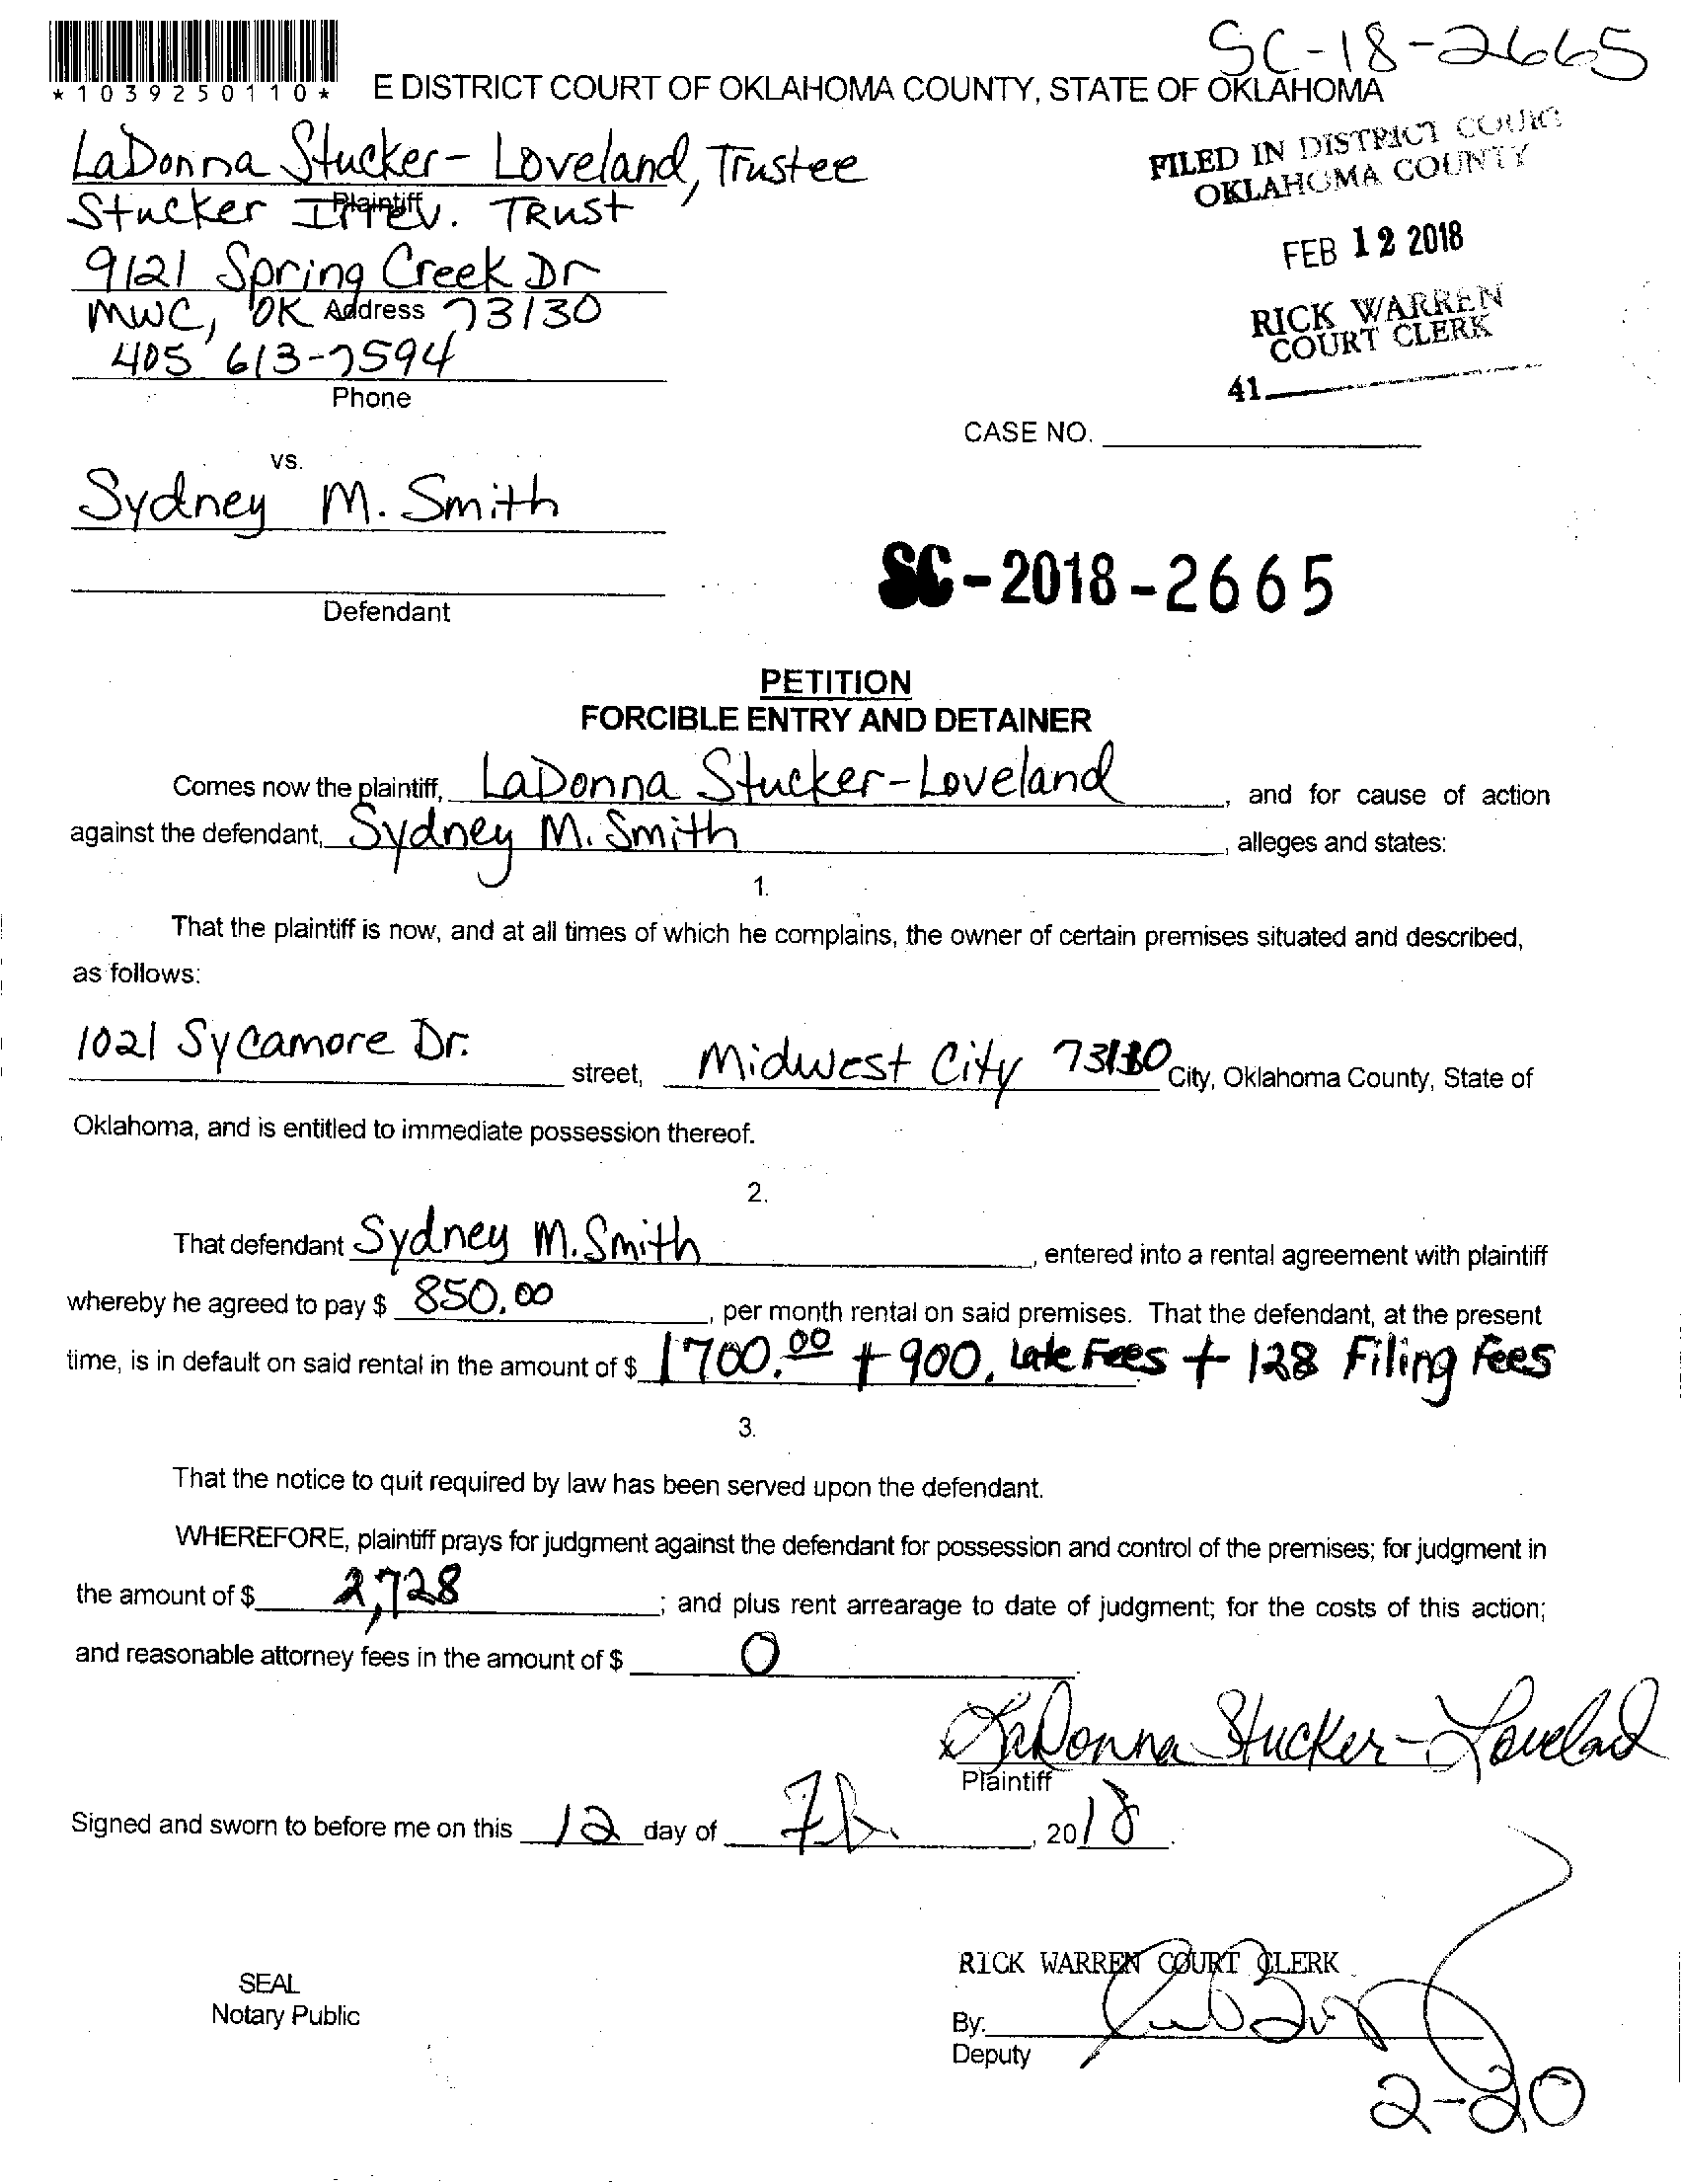 SC-18-2665
*1039250110*
E DISTRICT COURT OF OKLAHOMA COUNTY, STATE OF OKLAHOMA
FILED IN DISTRICT COURT
OKLAHOMA COUNTY
FEB 12 2018
RICK WARREN
COURT CLERK
41
LaDonna Stucker-Loveland, Trustee
Plaintiff
Stucker Irrev. Trust
9121 Spring Creek Dr
Address
MWC, OK 73130
405 613-7594
Phone
CASE NO.
vs.
Sydney M. Smith
SC-2018-2665
Defendant
PETITION
FORCIBLE ENTRY AND DETAINER
Comes now the plaintiff, LaDonna Stucker-Loveland, and for cause of action
against the defendant, Sydney M. Smith, alleges and states:
1.
That the plaintiff is now, and at all times of which he complains, the owner of certain premises situated and described,
as follows:
1021 Sycamore Dr. street, Midwest City 73130 City, Oklahoma County, State of
Oklahoma, and is entitled to immediate possession thereof.
2.
That defendant Sydney M. Smith, entered into a rental agreement with plaintiff
whereby he agreed to pay $ 850.00, per month rental on said premises. That the defendant, at the present
time, is in default on said rental in the amount of $ 1700.00 + 900. Late Fees + 128 Filing Fees
3.
That the notice to quit required by law has been served upon the defendant.
WHEREFORE, plaintiff prays for judgment against the defendant for possession and control of the premises; for judgment in
the amount of $ 2,728; and plus rent arrearage to date of judgment; for the costs of this action;
and reasonable attorney fees in the amount of $ 0.
x LaDonna Stucker-Loveland
Plaintiff
Signed and sworn to before me on this 12 day of Feb, 2018.
RICK WARREN COURT CLERK
SEAL
Notary Public
By:
Deputy
2-20